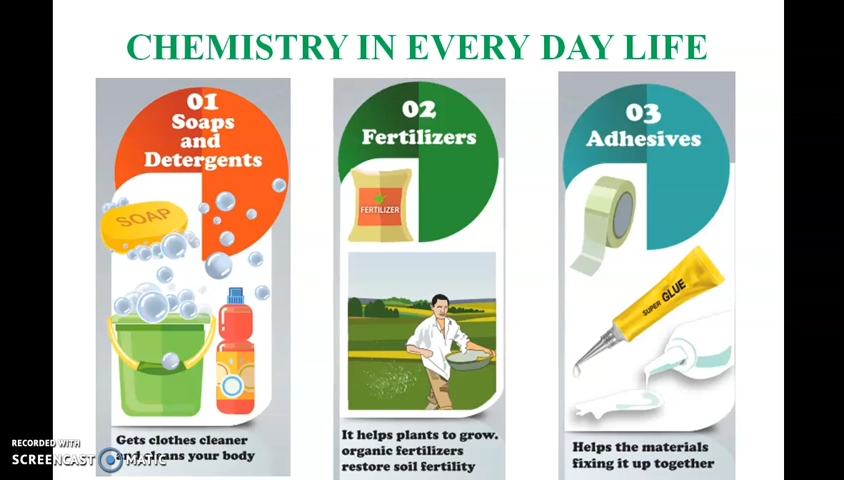 CHEMISTRY IN EVERY DAY LIFE
01
Soaps
and
Detergents
SOAP
Gets clothes cleaner
and cleans your body
02
Fertilizers
FERTILIZER
It helps plants to grow.
organic fertilizers
restore soil fertility
03
Adhesives
SUPER GLUE
Helps the materials
fixing it up together
RECORDED WITH
SCREENCAST MATIC